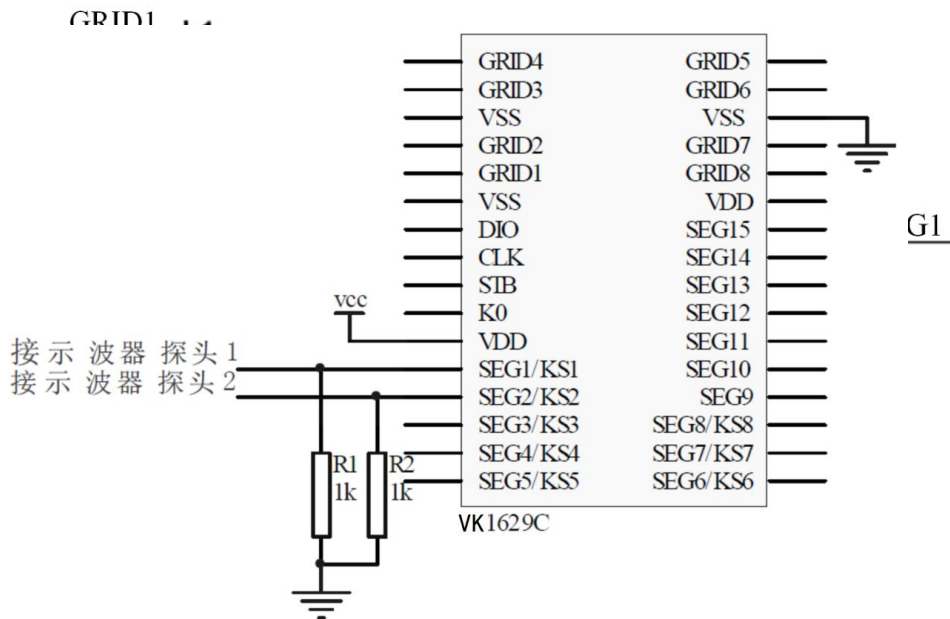 GRID1
GRID4 GRID5
GRID3 GRID6
VSS VSS
GRID2 GRID7
GRID1 GRID8
VSS VDD
DIO SEG15
G1
CLK SEG14
STB SEG13
K0 SEG12
vcc
VDD SEG11
接示 波器 探头1
SEG1/KS1 SEG10
接示 波器 探头2
SEG2/KS2 SEG9
SEG3/KS3 SEG8/KS8
SEG4/KS4 SEG7/KS7
R1 R2
SEG5/KS5 SEG6/KS6
1k 1k
VK1629C